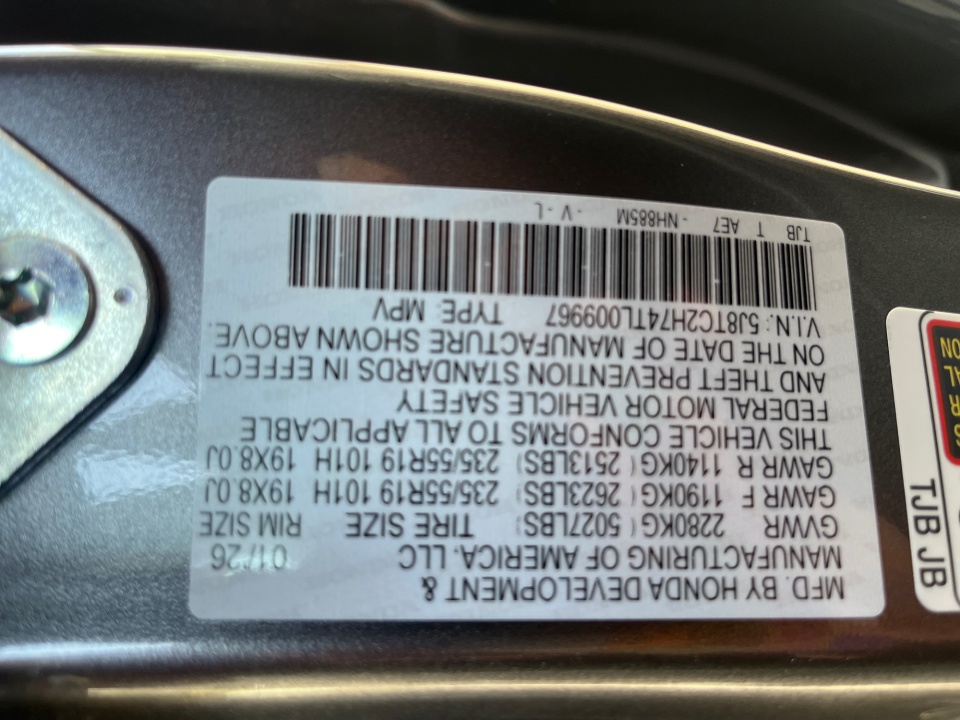 MFD. BY HONDA DEVELOPMENT &
MANUFACTURING OF AMERICA, LLC 01/26
GVWR 2280KG ( 5027LBS) TIRE SIZE RIM SIZE
GAWR F 1190KG ( 2623LBS) 235/55R19 101H 19X8.0J
GAWR R 1140KG ( 2513LBS) 235/55R19 101H 19X8.0J
THIS VEHICLE CONFORMS TO ALL APPLICABLE
FEDERAL MOTOR VEHICLE SAFETY
AND THEFT PREVENTION STANDARDS IN EFFECT
ON THE DATE OF MANUFACTURE SHOWN ABOVE.
V.I.N.: 5J8TC2H74TL009967 TYPE: MPV
TJB T AE7 - NH885M - V - L
TJB JB